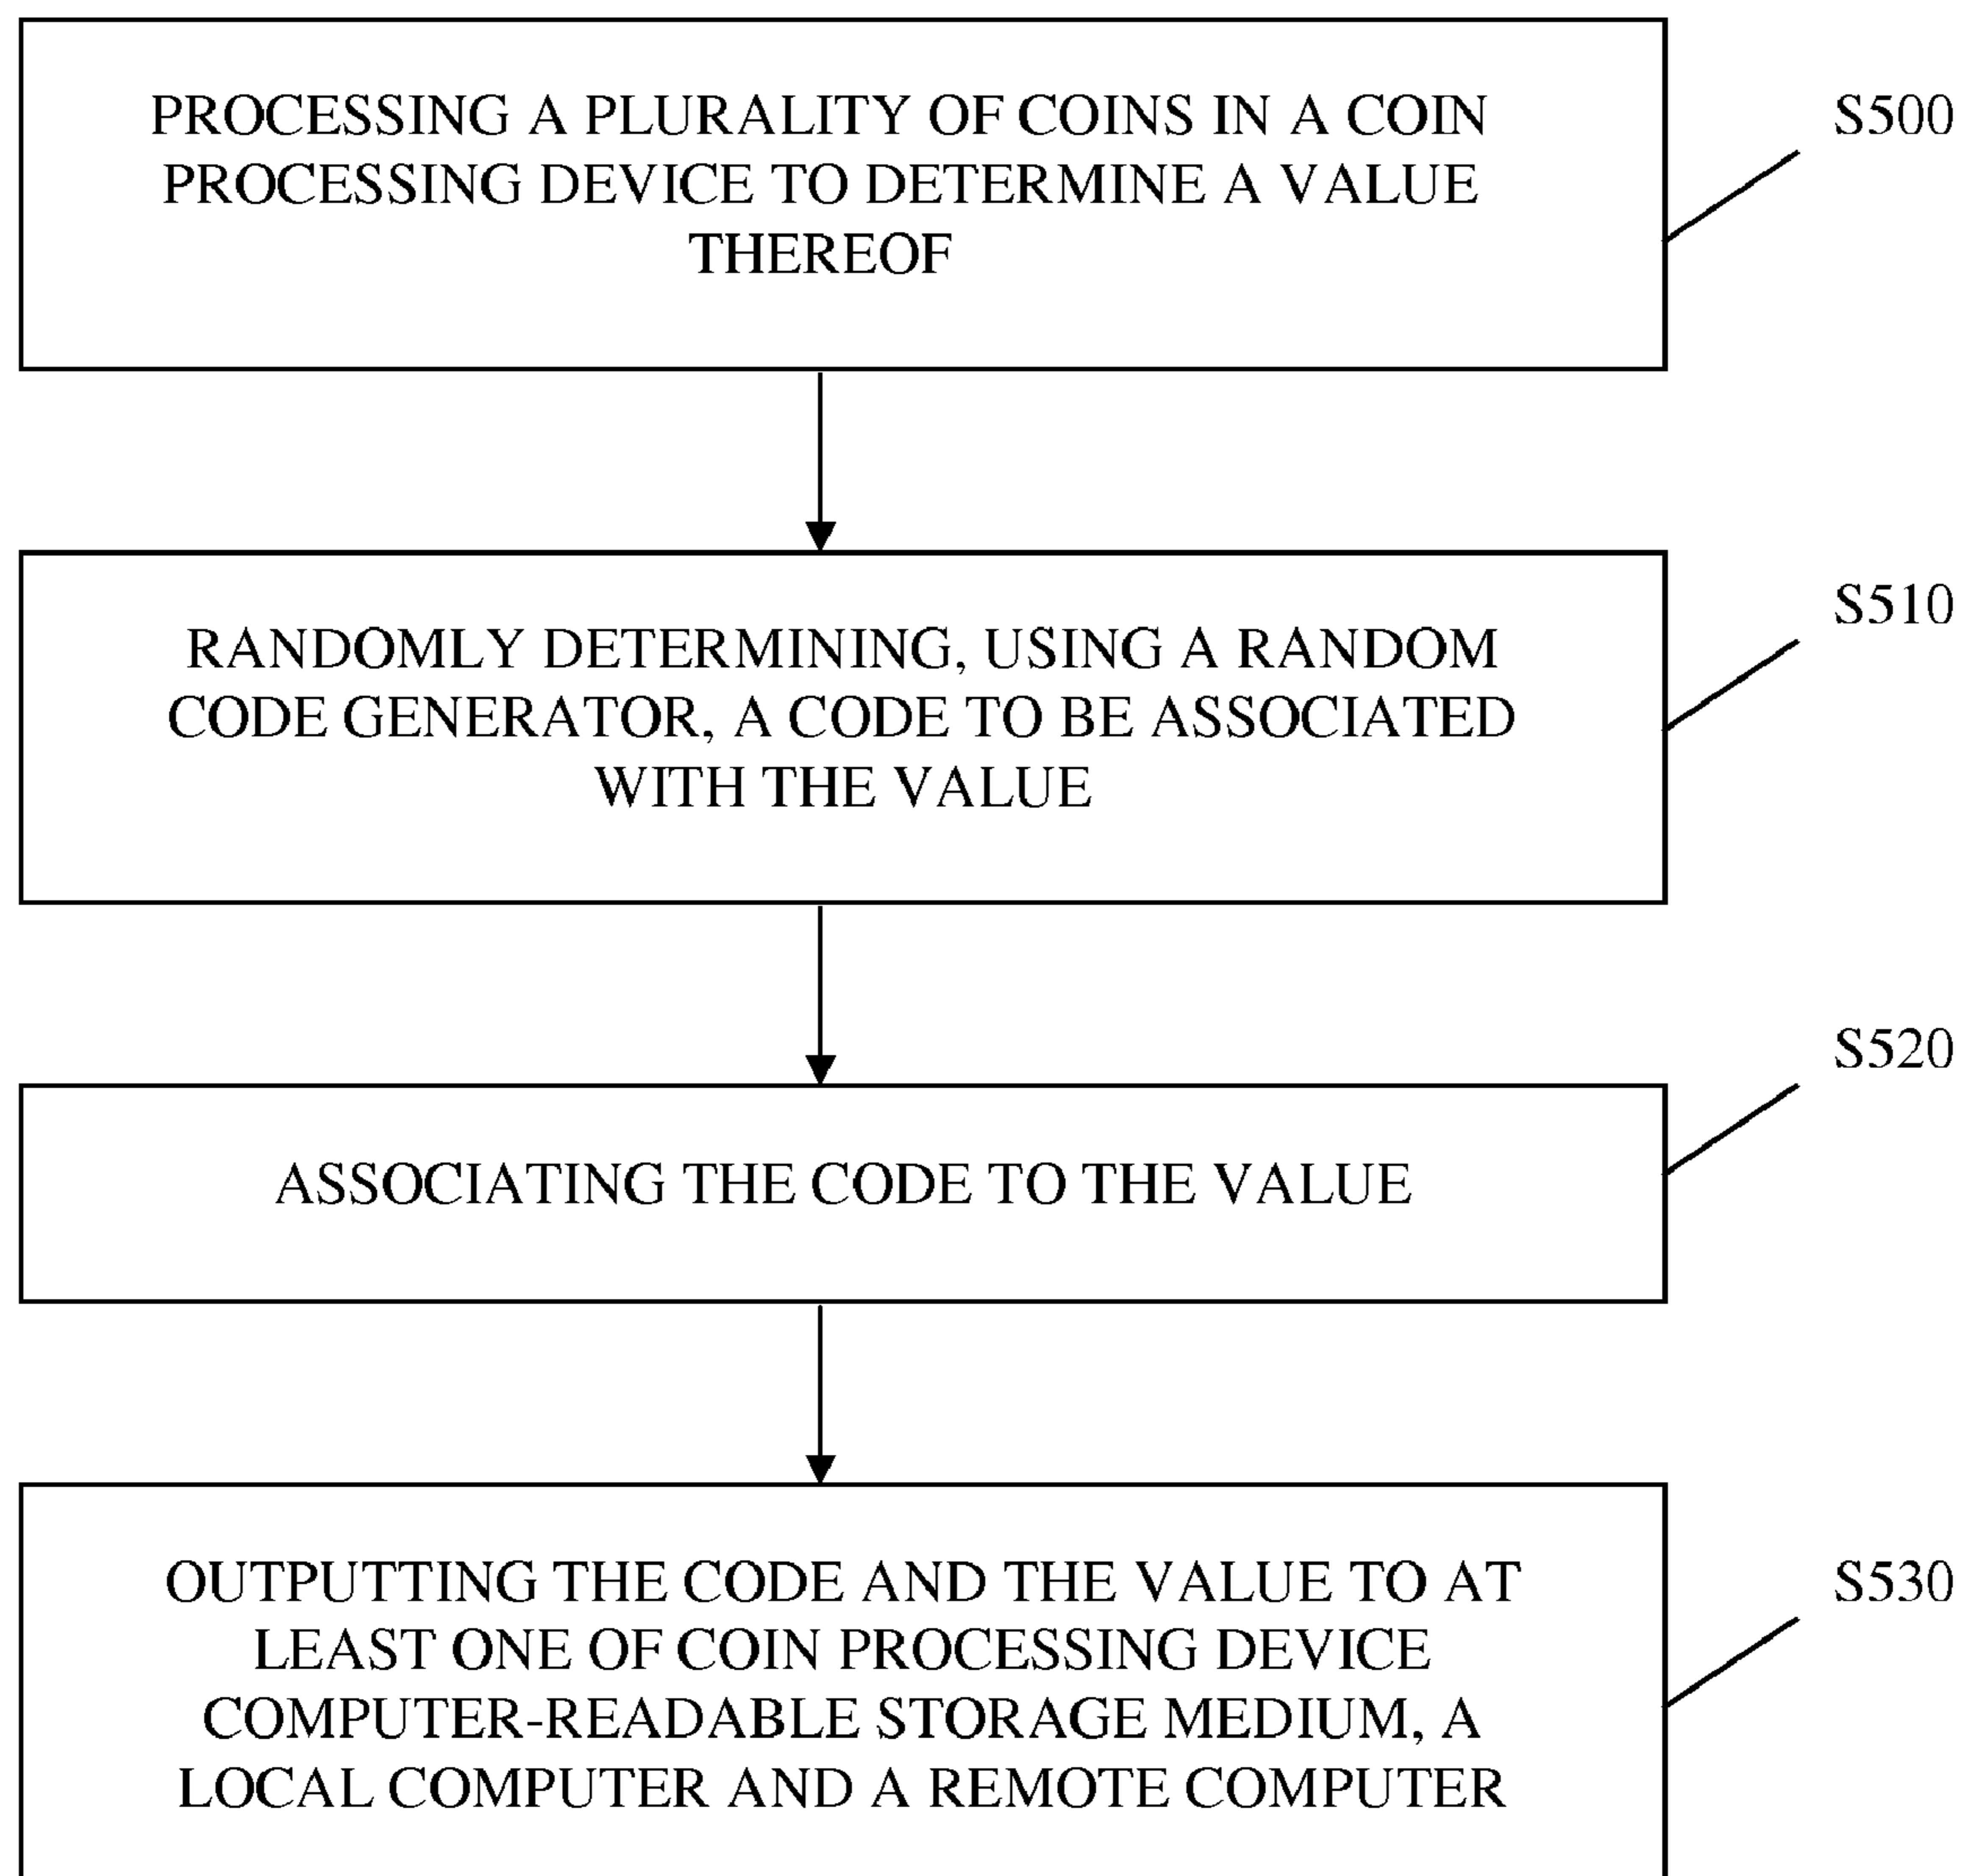 PROCESSING A PLURALITY OF COINS IN A COIN
PROCESSING DEVICE TO DETERMINE A VALUE
THEREOF
S500
RANDOMLY DETERMINING, USING A RANDOM
CODE GENERATOR, A CODE TO BE ASSOCIATED
WITH THE VALUE
S510
ASSOCIATING THE CODE TO THE VALUE
S520
OUTPUTTING THE CODE AND THE VALUE TO AT
LEAST ONE OF COIN PROCESSING DEVICE
COMPUTER-READABLE STORAGE MEDIUM, A
LOCAL COMPUTER AND A REMOTE COMPUTER
S530